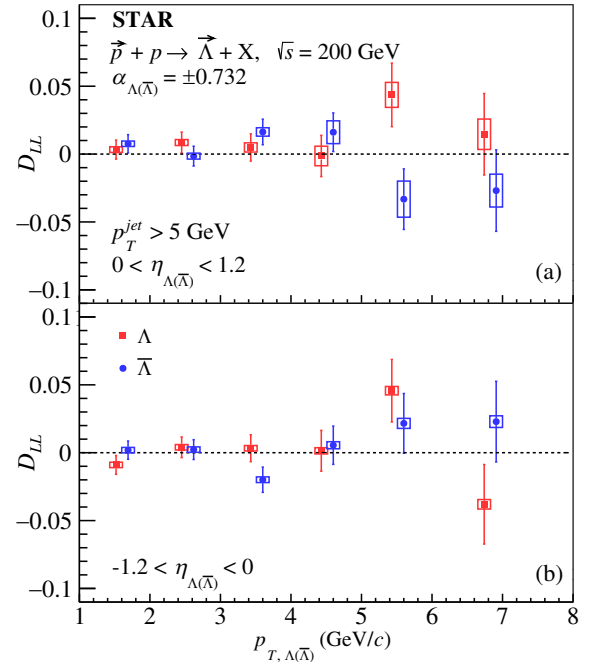 0.1
STAR
p⃗ + p → Λ⃗ + X, √s = 200 GeV
α_Λ(Λ̅) = ±0.732
0.05
D_LL
0
−0.05
p_T^jet > 5 GeV
0 < η_Λ(Λ̅) < 1.2
(a)
−0.1
0.1
Λ
Λ̅
0.05
D_LL
0
−0.05
-1.2 < η_Λ(Λ̅) < 0
(b)
−0.1
1 2 3 4 5 6 7 8
p_T, Λ(Λ̅) (GeV/c)